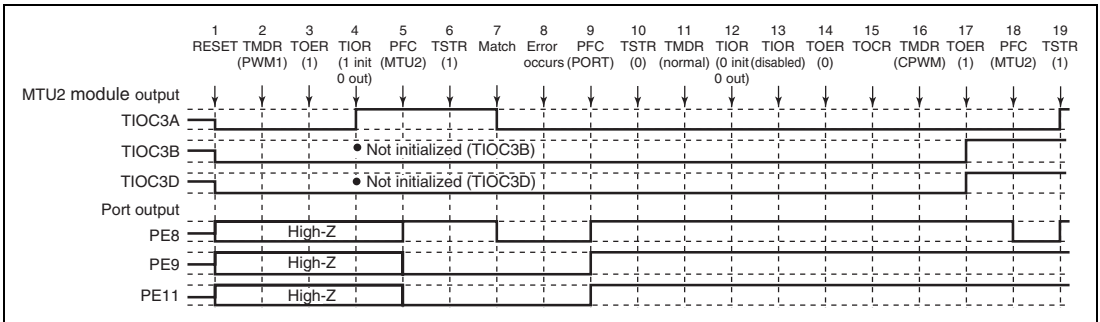 1 2 3 4 5 6 7 8 9 10 11 12 13 14 15 16 17 18 19
RESET TMDR TOER TIOR PFC TSTR Match Error PFC TSTR TMDR TIOR TIOR TOER TOCR TMDR TOER PFC TSTR
(PWM1) (1) (1 init (MTU2) (1) occurs (PORT) (0) (normal) (0 init (disabled) (0) (CPWM) (1) (MTU2) (1)
0 out) 0 out)
MTU2 module output
TIOC3A
TIOC3B • Not initialized (TIOC3B)
TIOC3D • Not initialized (TIOC3D)
Port output
PE8 High-Z
PE9 High-Z
PE11 High-Z